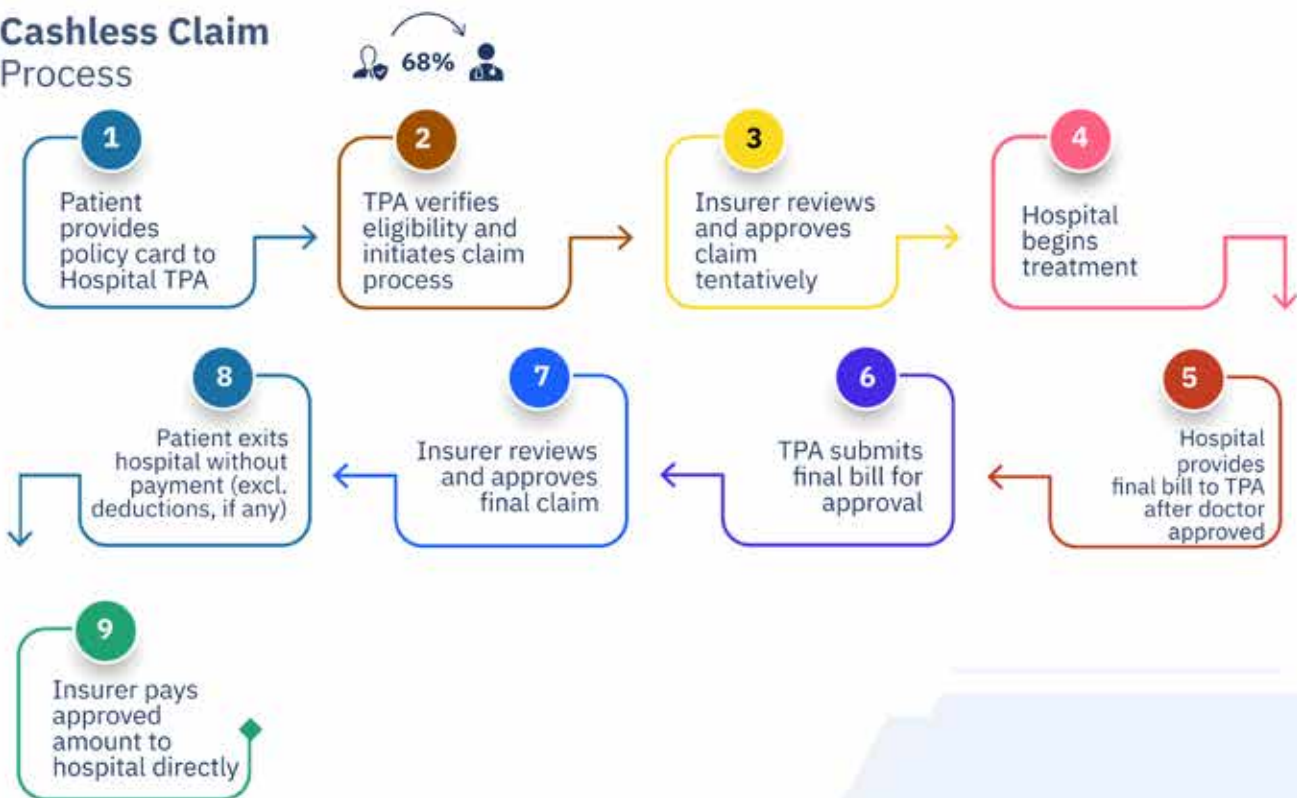 Cashless Claim
Process
68%
1
Patient
provides
policy card to
Hospital TPA
2
TPA verifies
eligibility and
initiates claim
process
3
Insurer reviews
and approves
claim
tentatively
4
Hospital
begins
treatment
5
Hospital
provides
final bill to TPA
after doctor
approved
6
TPA submits
final bill for
approval
7
Insurer reviews
and approves
final claim
8
Patient exits
hospital without
payment (excl.
deductions, if any)
9
Insurer pays
approved
amount to
hospital directly